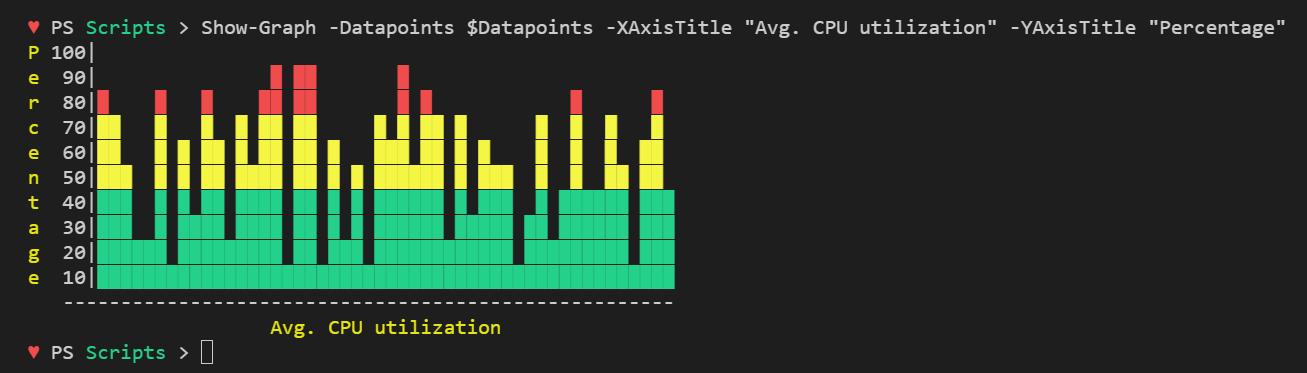 ♥ PS Scripts > Show-Graph -Datapoints $Datapoints -XAxisTitle "Avg. CPU utilization" -YAxisTitle "Percentage"
P 100|
e 90|
r 80|
c 70|
e 60|
n 50|
t 40|
a 30|
g 20|
e 10|
-----------------------------------------------------
Avg. CPU utilization
♥ PS Scripts >